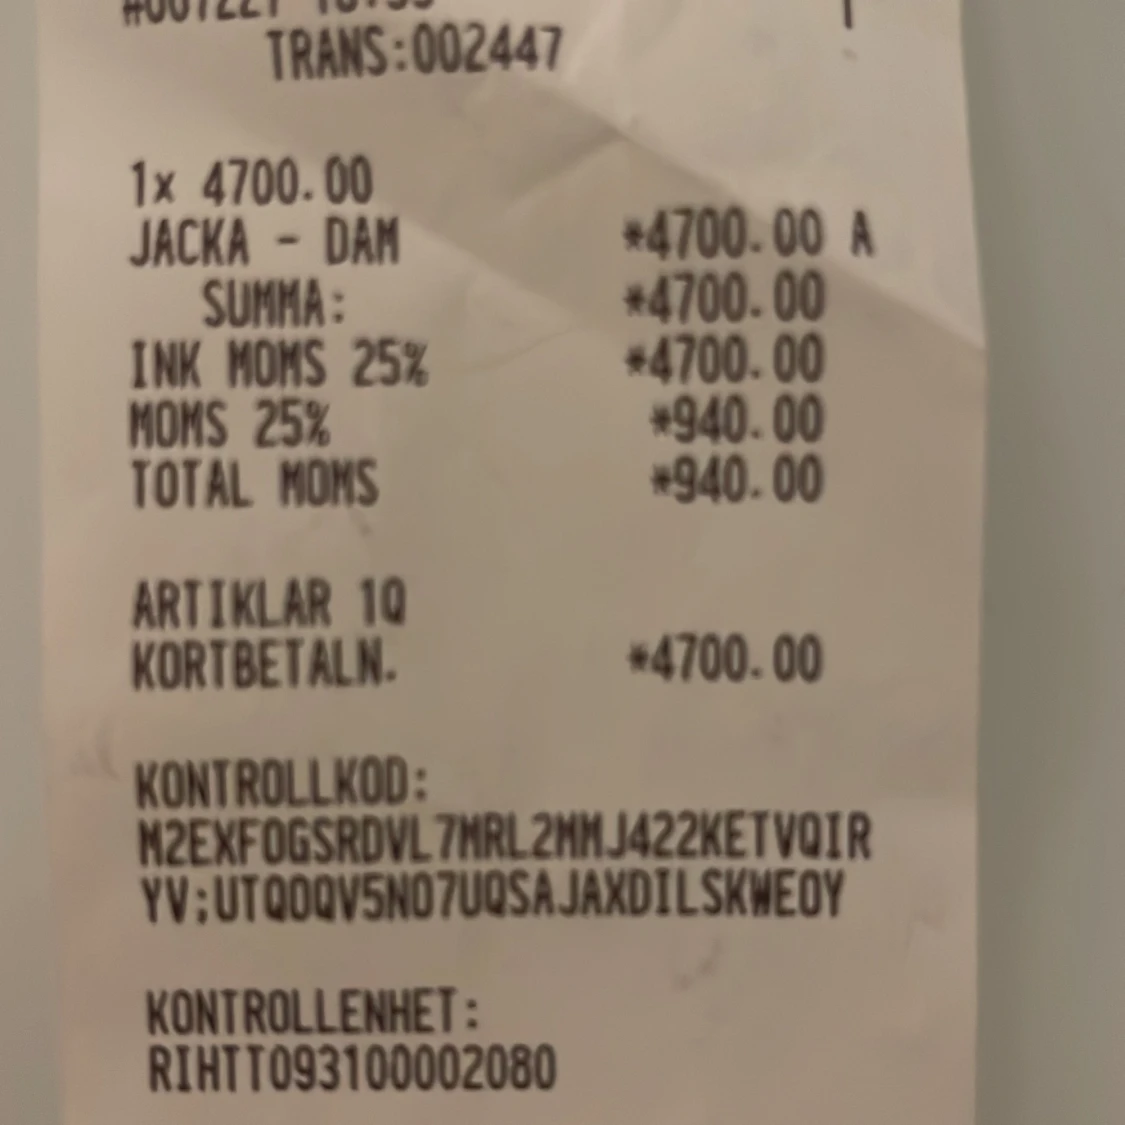 TRANS:002447
1x 4700.00
JACKA - DAM *4700.00 A
SUMMA: *4700.00
INK MOMS 25% *4700.00
MOMS 25% *940.00
TOTAL MOMS *940.00
ARTIKLAR 1Q
KORTBETALN. *4700.00
KONTROLLKOD:
M2EXFOGSRDVL7MRL2MMJ422KETVQIR
YV;UTQOQV5NO7UQSAJAXDILSKWEOY
KONTROLLENHET:
RIHTT093100002080